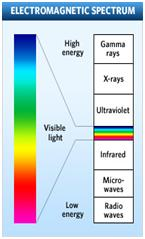 ELECTROMAGNETIC SPECTRUM
High
energy
Gamma
rays
X-rays
Ultraviolet
Visible
light
Infrared
Micro-
waves
Low
energy
Radio
waves